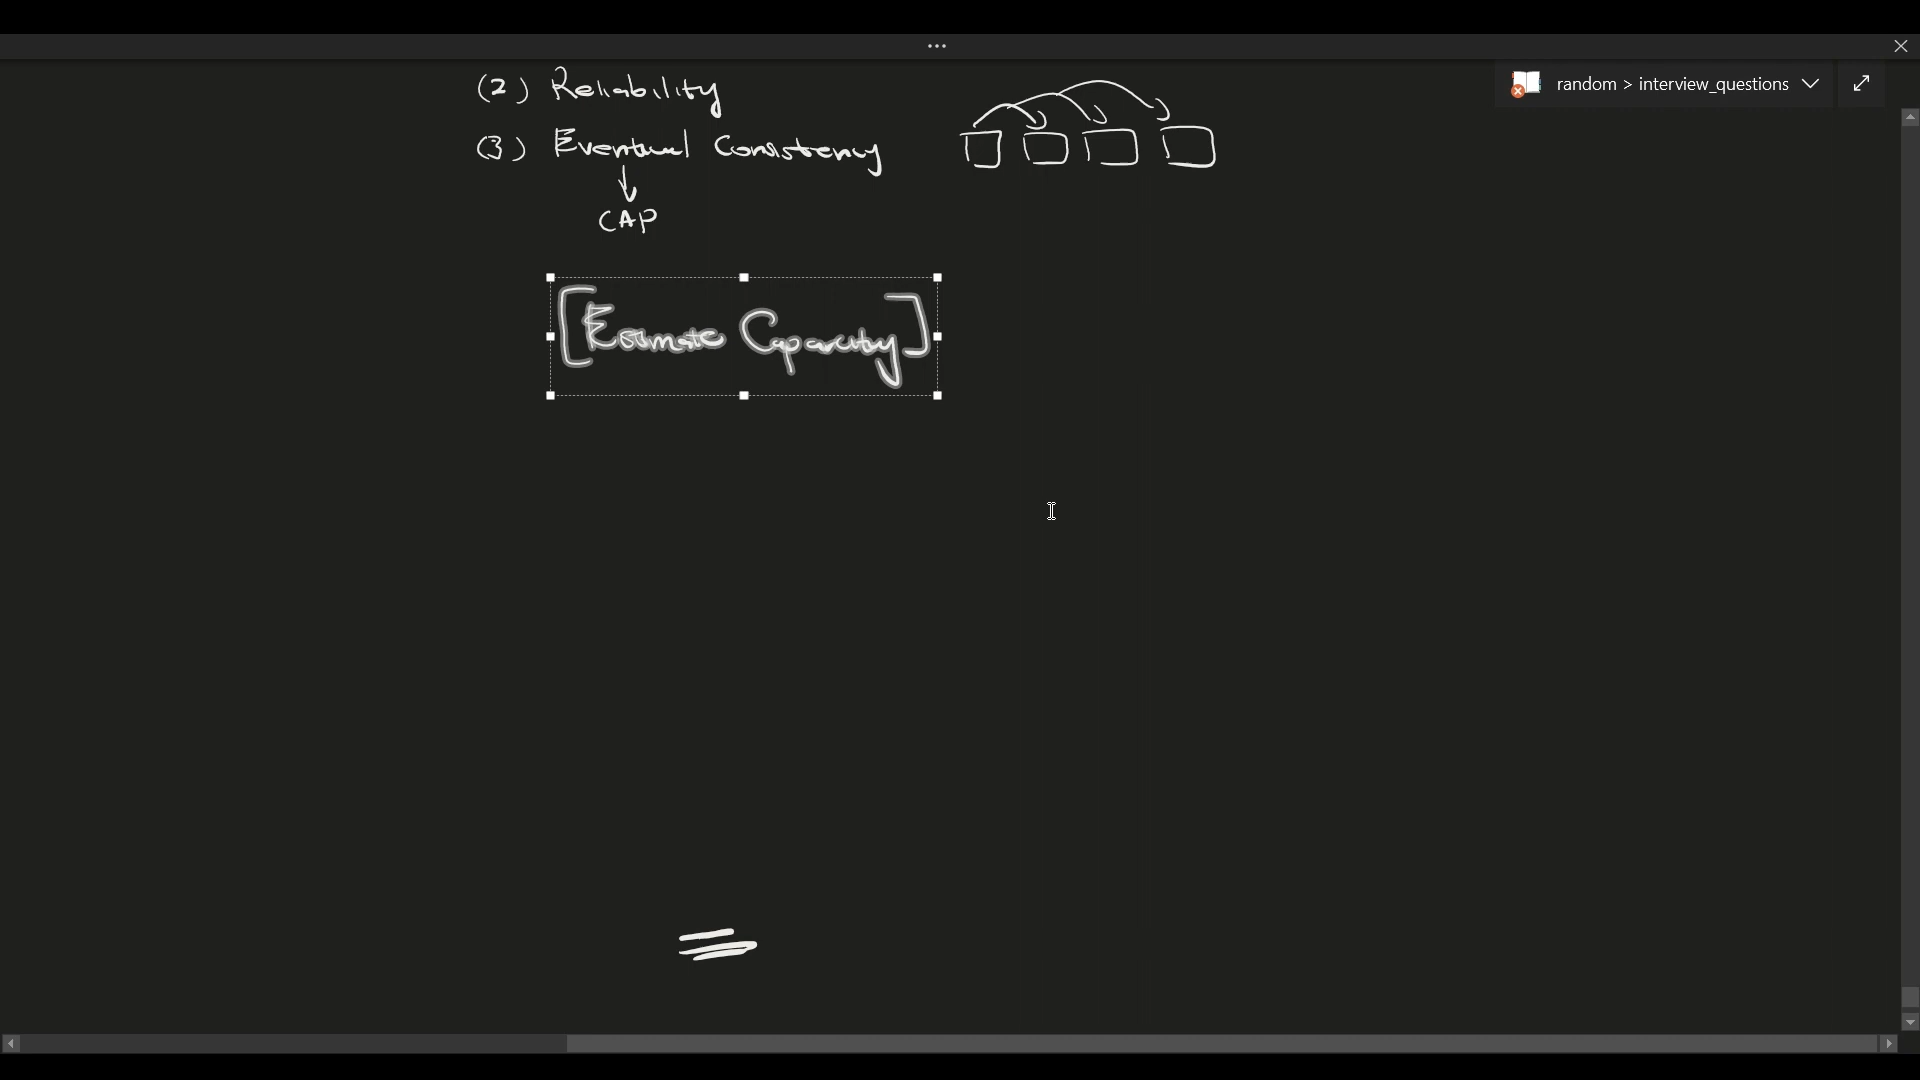 ...
(2) Reliability
random > interview_questions
(3) Eventual Consistency
CAP
[Estimate Capacity]